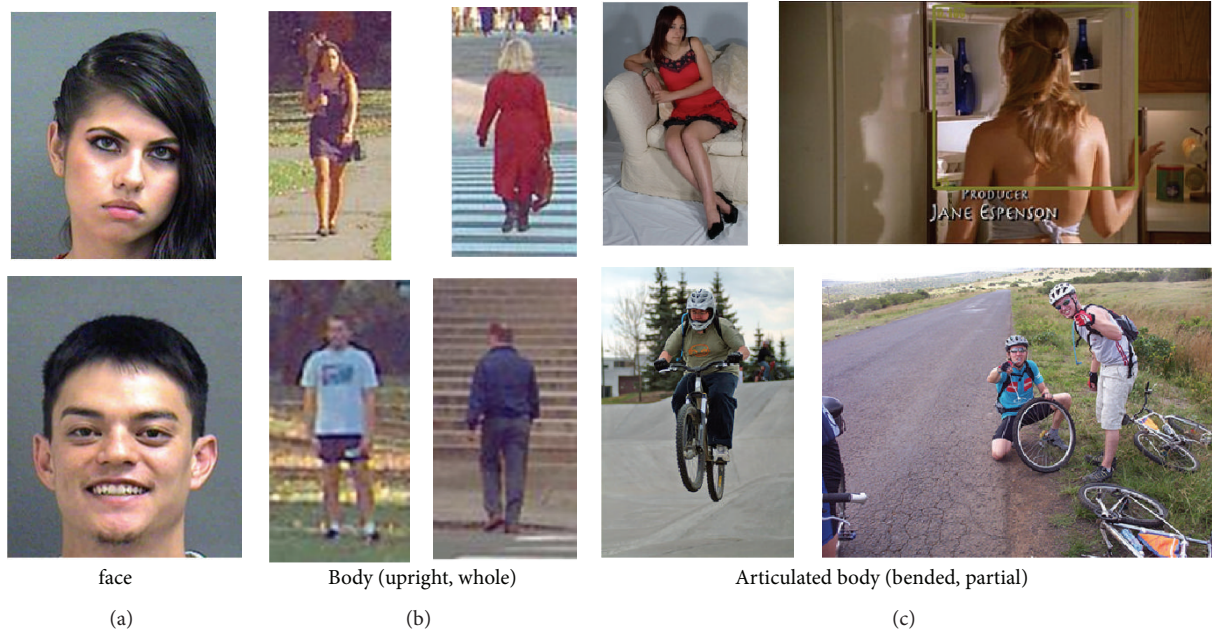 PRODUCER
JANE ESPENSON
face
Body (upright, whole)
Articulated body (bended, partial)
(a)
(b)
(c)